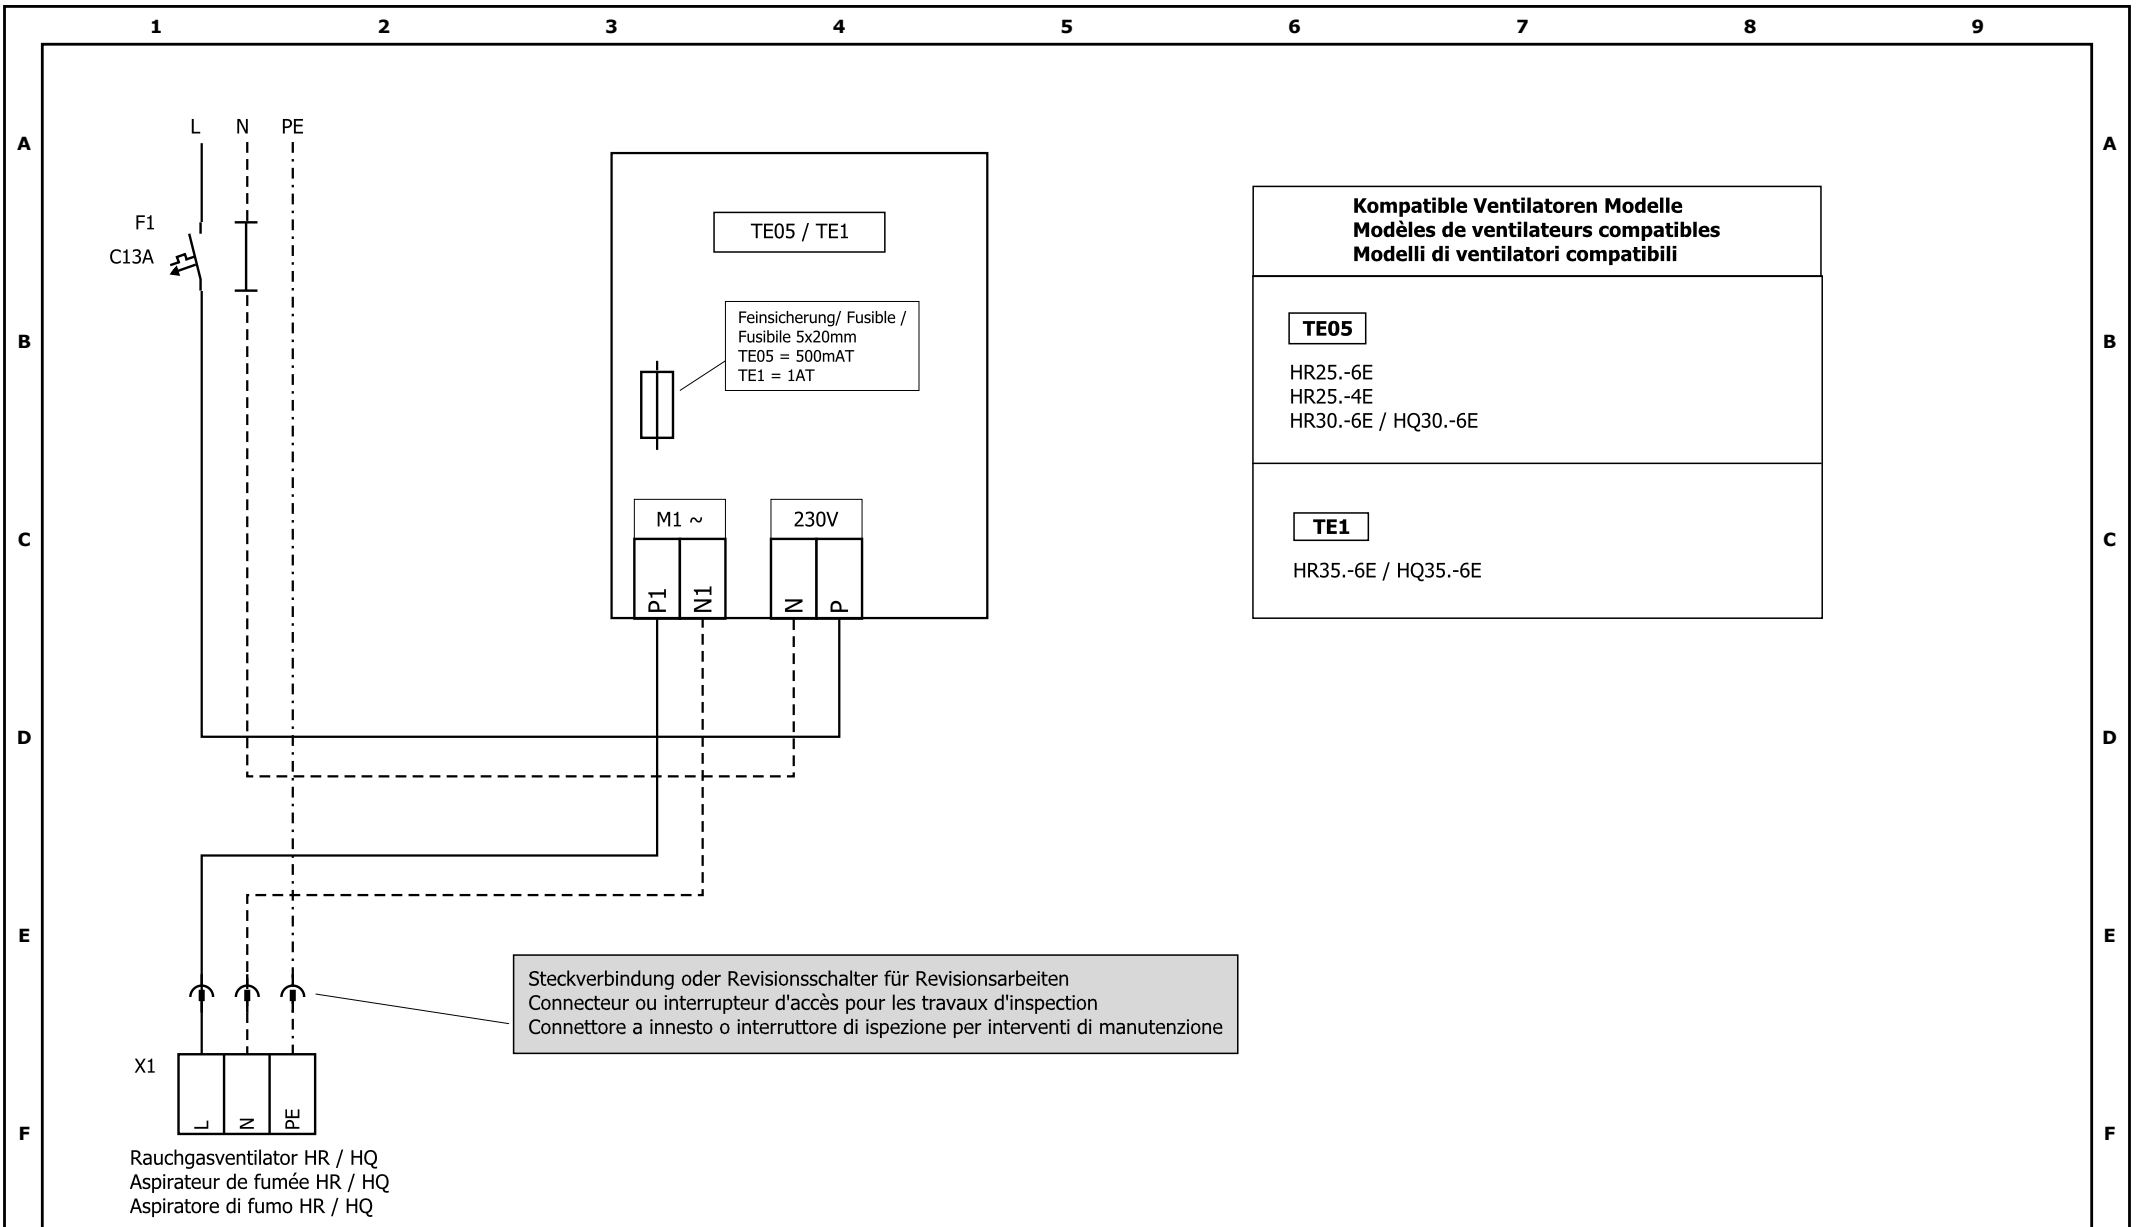 1 2 3 4 5 6 7 8 9
L N PE
A A
F1
C13A
TE05 / TE1
Kompatible Ventilatoren Modelle
Modèles de ventilateurs compatibles
Modelli di ventilatori compatibili
B B
Feinsicherung/ Fusible /
Fusibile 5x20mm
TE05 = 500mAT
TE1 = 1AT
TE05
HR25.-6E
HR25.-4E
HR30.-6E / HQ30.-6E
C C
M1 ~ 230V
P1 N1 N P
TE1
HR35.-6E / HQ35.-6E
D D
E E
Steckverbindung oder Revisionsschalter für Revisionsarbeiten
Connecteur ou interrupteur d'accès pour les travaux d'inspection
Connettore a innesto o interruttore di ispezione per interventi di manutenzione
X1
L N PE
F F
Rauchgasventilator HR / HQ
Aspirateur de fumée HR / HQ
Aspiratore di fumo HR / HQ